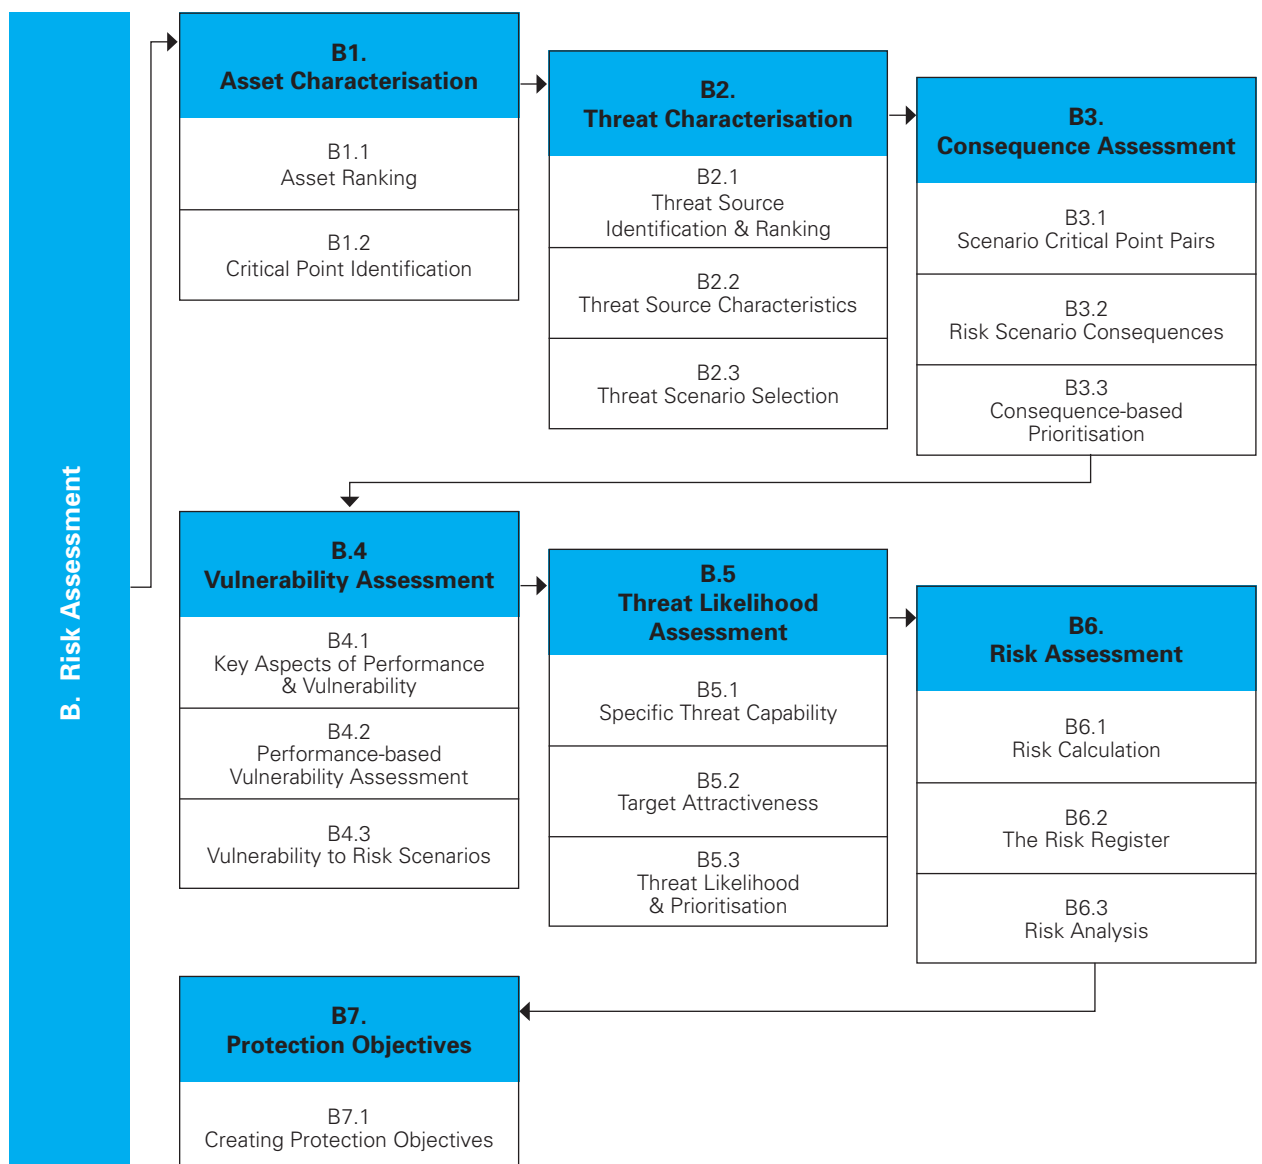 B. Risk Assessment
B1.
Asset Characterisation
B1.1
Asset Ranking
B1.2
Critical Point Identification
B2.
Threat Characterisation
B2.1
Threat Source
Identification & Ranking
B2.2
Threat Source Characteristics
B2.3
Threat Scenario Selection
B3.
Consequence Assessment
B3.1
Scenario Critical Point Pairs
B3.2
Risk Scenario Consequences
B3.3
Consequence-based
Prioritisation
B.4
Vulnerability Assessment
B4.1
Key Aspects of Performance
& Vulnerability
B4.2
Performance-based
Vulnerability Assessment
B4.3
Vulnerability to Risk Scenarios
B.5
Threat Likelihood
Assessment
B5.1
Specific Threat Capability
B5.2
Target Attractiveness
B5.3
Threat Likelihood
& Prioritisation
B6.
Risk Assessment
B6.1
Risk Calculation
B6.2
The Risk Register
B6.3
Risk Analysis
B7.
Protection Objectives
B7.1
Creating Protection Objectives